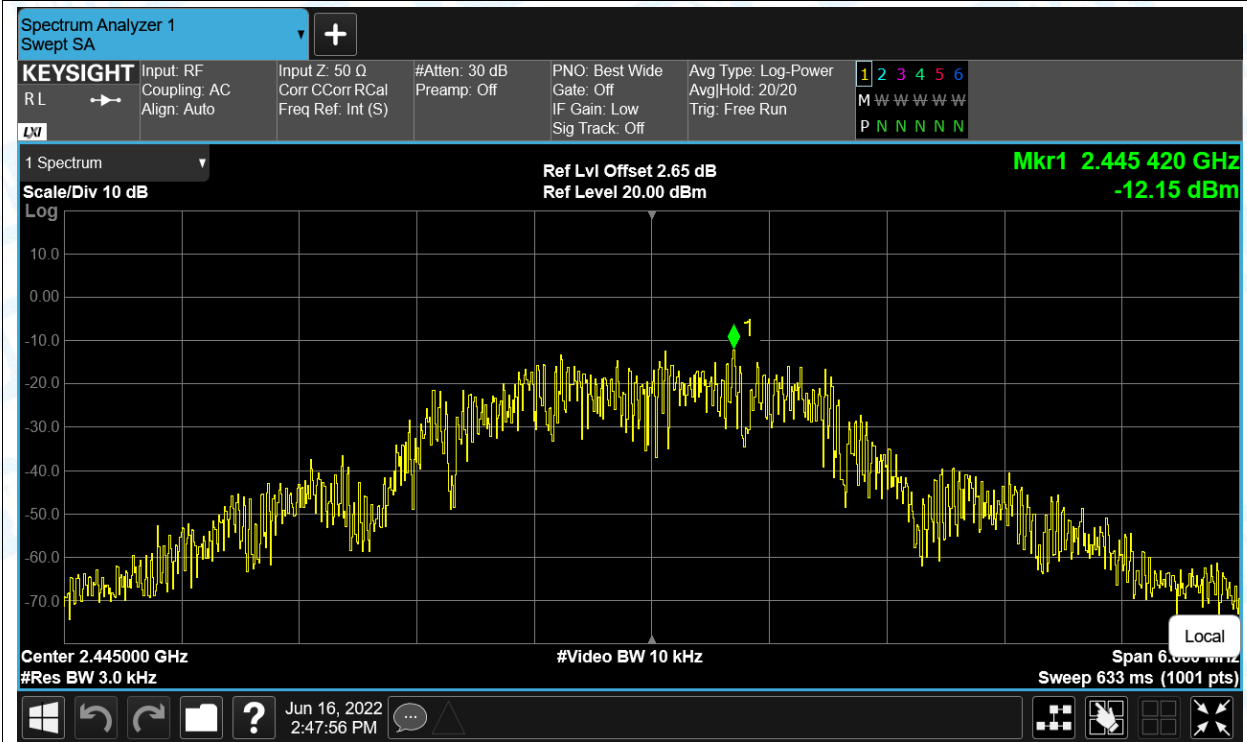 Spectrum Analyzer 1
Swept SA
KEYSIGHT
R L
LXI
Input: RF
Coupling: AC
Align: Auto
Input Z: 50 Ω
Corr CCorr RCal
Freq Ref: Int (S)
#Atten: 30 dB
Preamp: Off
PNO: Best Wide
Gate: Off
IF Gain: Low
Sig Track: Off
Avg Type: Log-Power
Avg|Hold: 20/20
Trig: Free Run
1 2 3 4 5 6
M W W W W W
P N N N N N
1 Spectrum
Scale/Div 10 dB
Ref Lvl Offset 2.65 dB
Ref Level 20.00 dBm
Mkr1 2.445 420 GHz
-12.15 dBm
Log
10.0
0.00
-10.0
-20.0
-30.0
-40.0
-50.0
-60.0
-70.0
1
Local
Center 2.445000 GHz
#Video BW 10 kHz
Span 6.000 MHz
#Res BW 3.0 kHz
Sweep 633 ms (1001 pts)
?
Jun 16, 2022
2:47:56 PM